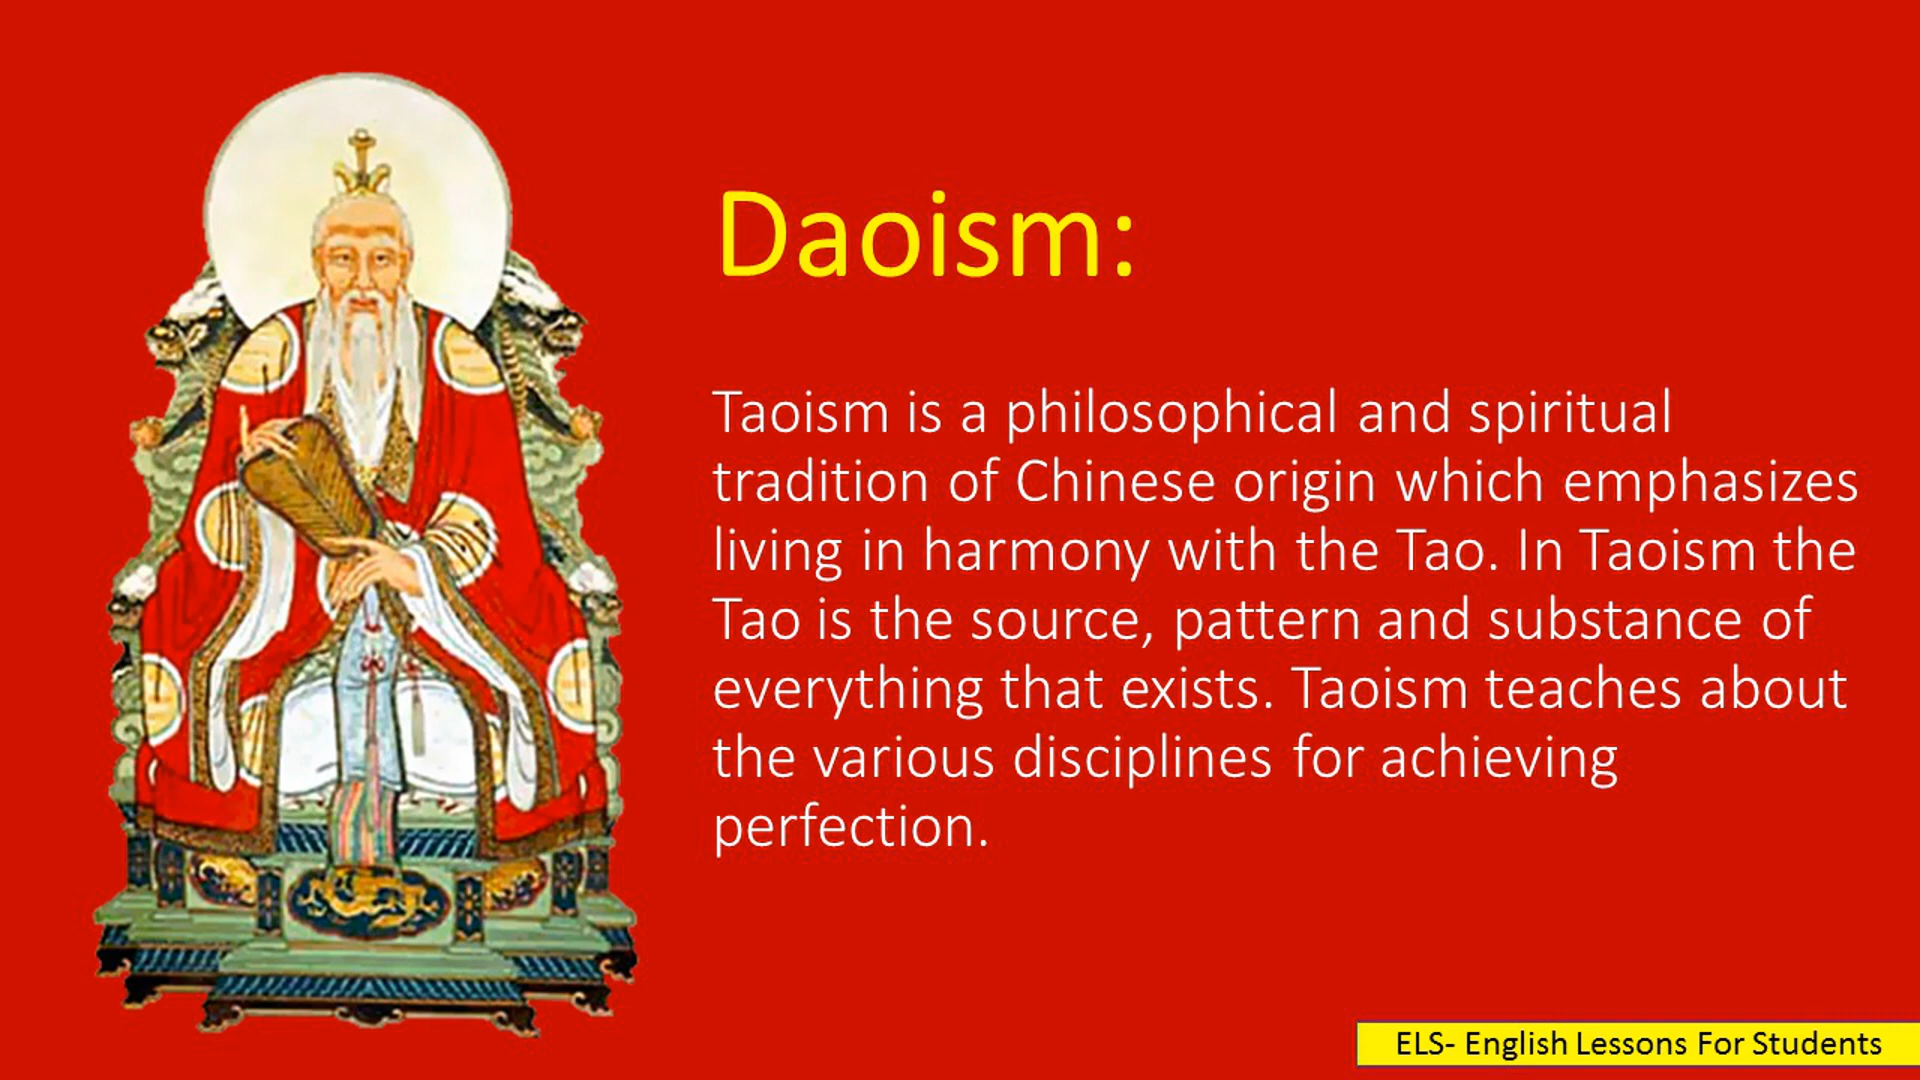 Daoism:
Taoism is a philosophical and spiritual
tradition of Chinese origin which emphasizes
living in harmony with the Tao. In Taoism the
Tao is the source, pattern and substance of
everything that exists. Taoism teaches about
the various disciplines for achieving
perfection.
ELS- English Lessons For Students